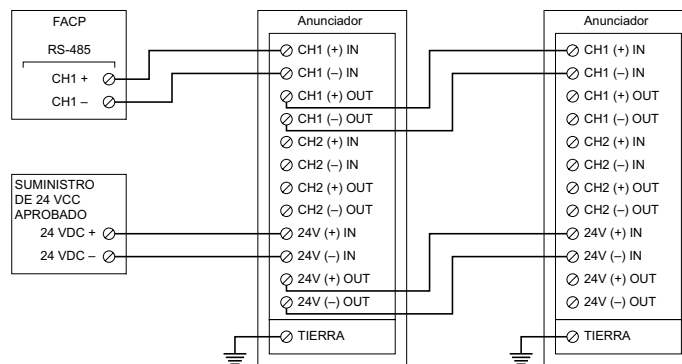 FACP
RS-485
CH1 +
CH1 –
SUMINISTRO
DE 24 VCC
APROBADO
24 VDC +
24 VDC –
Anunciador
CH1 (+) IN
CH1 (–) IN
CH1 (+) OUT
CH1 (–) OUT
CH2 (+) IN
CH2 (–) IN
CH2 (+) OUT
CH2 (–) OUT
24V (+) IN
24V (–) IN
24V (+) OUT
24V (–) OUT
TIERRA
Anunciador
CH1 (+) IN
CH1 (–) IN
CH1 (+) OUT
CH1 (–) OUT
CH2 (+) IN
CH2 (–) IN
CH2 (+) OUT
CH2 (–) OUT
24V (+) IN
24V (–) IN
24V (+) OUT
24V (–) OUT
TIERRA